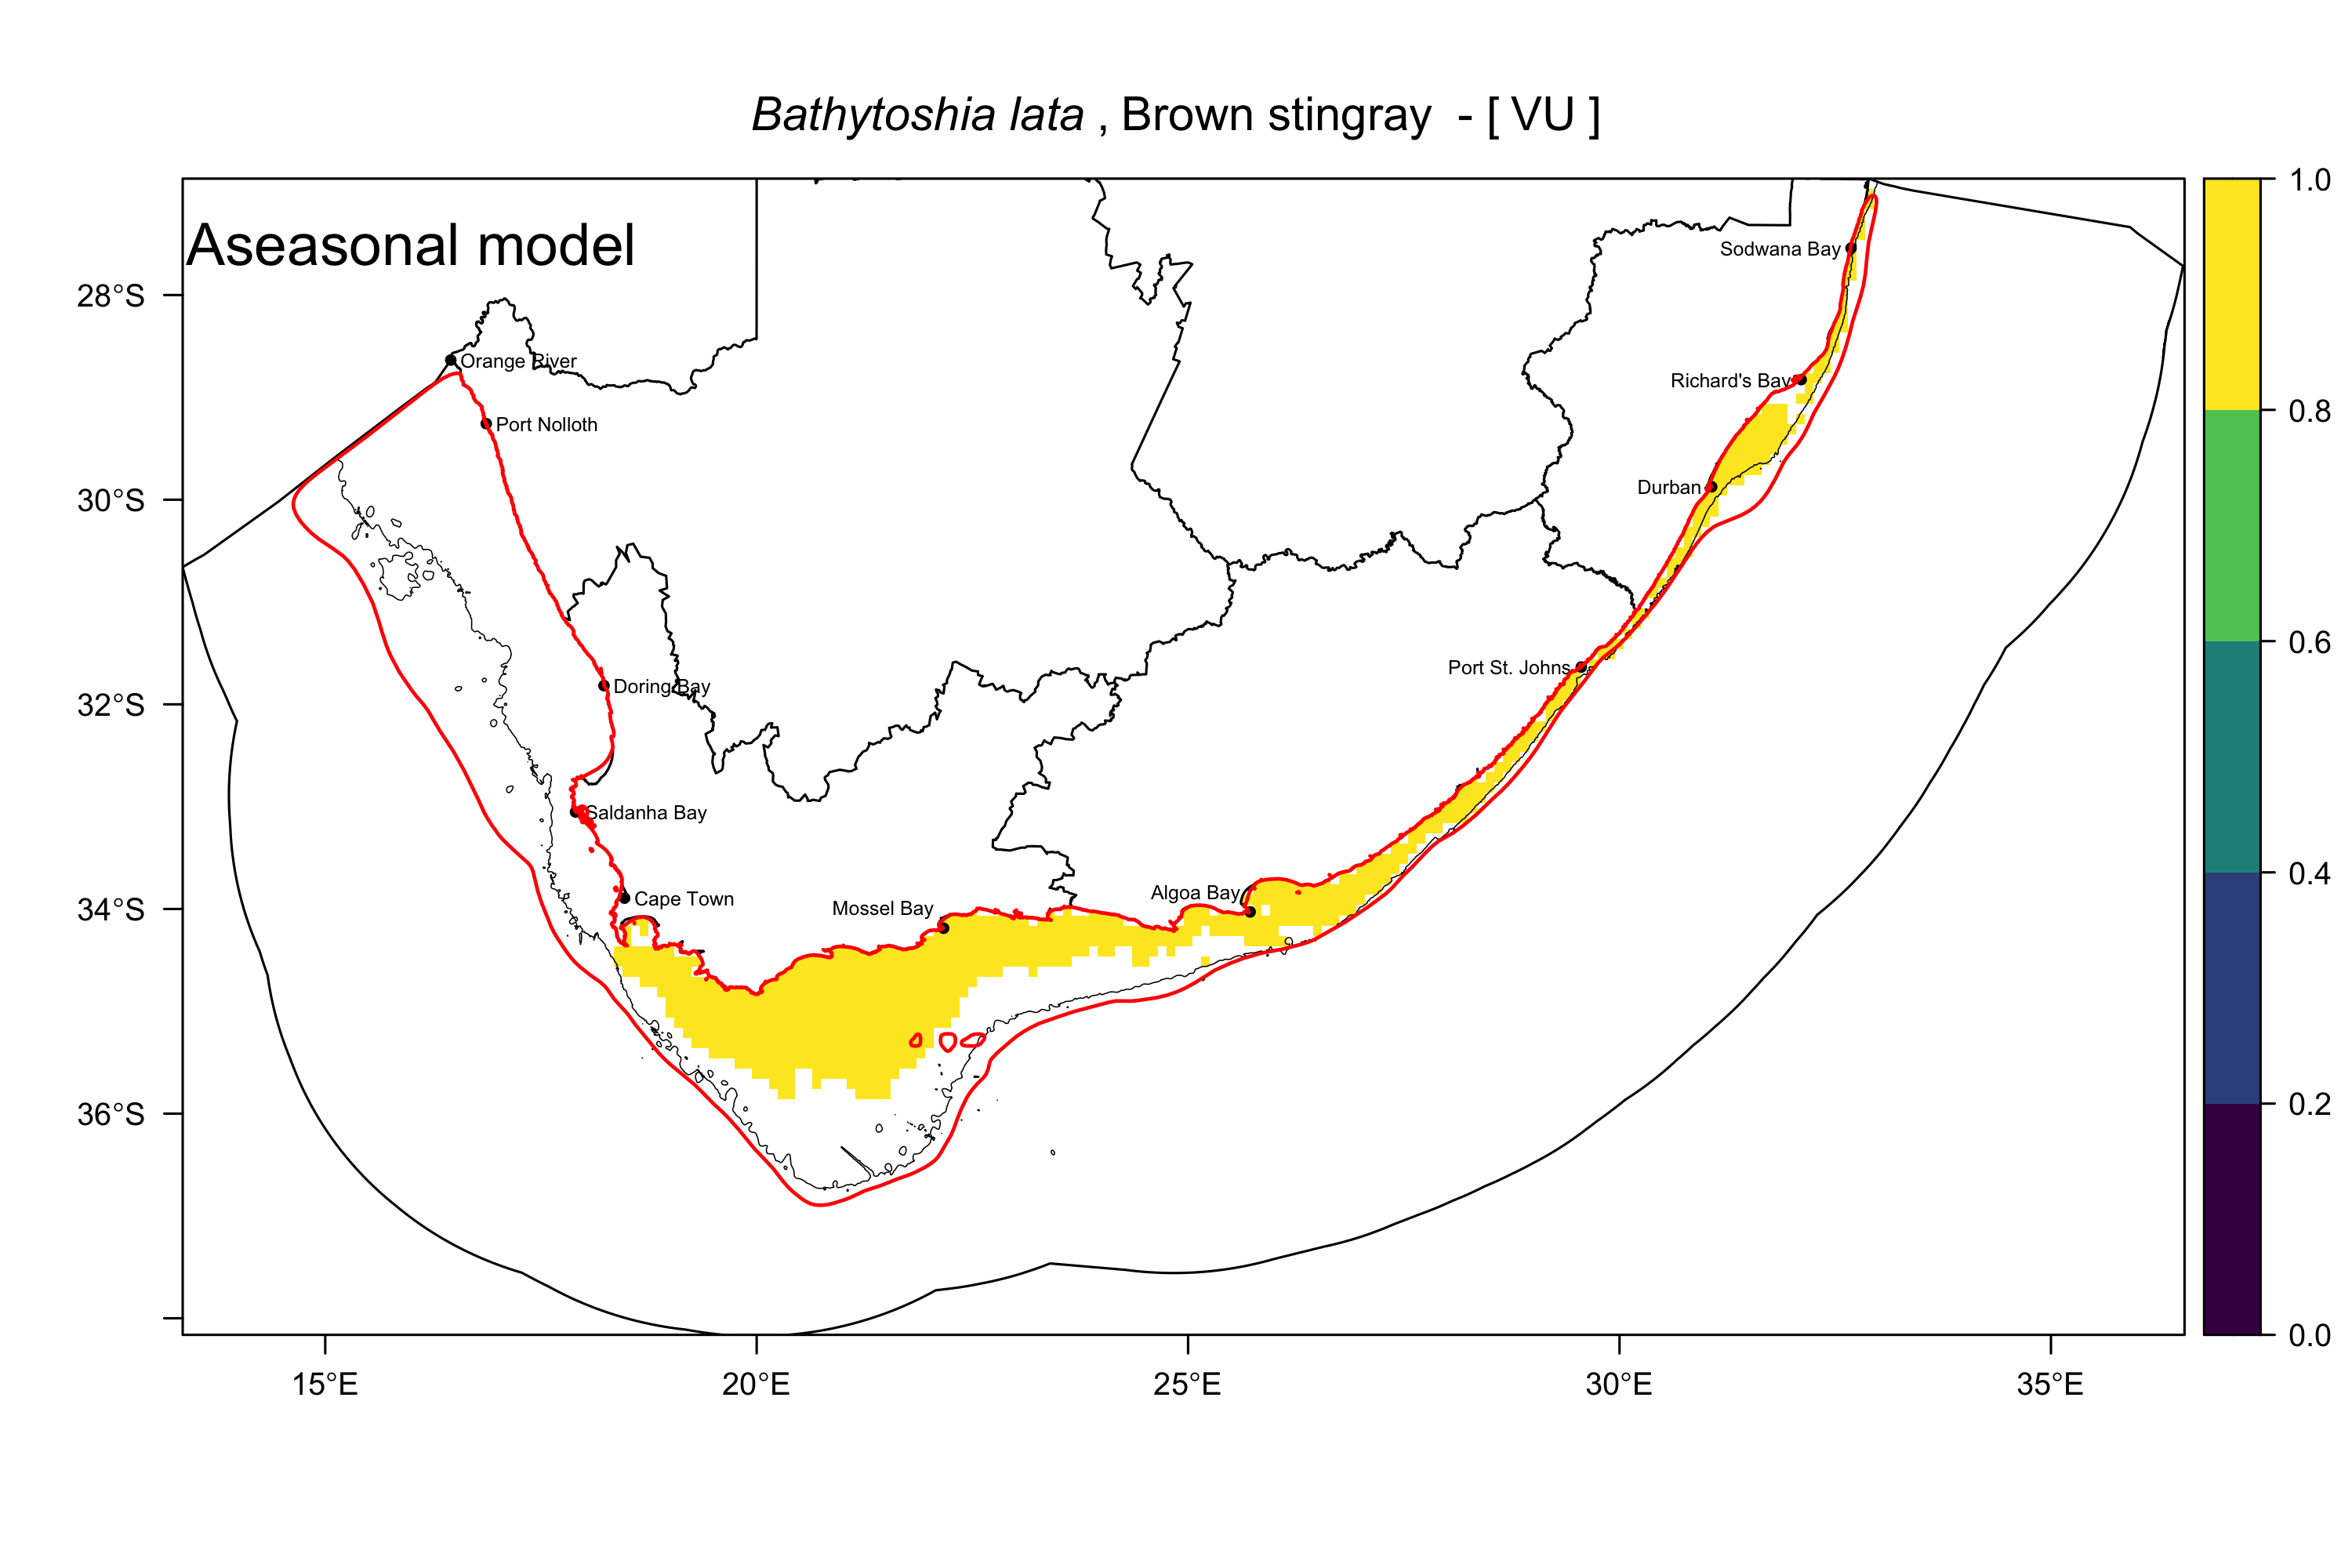 Bathytoshia lata , Brown stingray - [ VU ]
Aseasonal model
1.0
0.8
0.6
0.4
0.2
0.0
28°S
30°S
32°S
34°S
36°S
15°E
20°E
25°E
30°E
35°E
Sodwana Bay
Orange River
Richard's Bay
Port Nolloth
Durban
Port St. Johns
Doring Bay
Saldanha Bay
Algoa Bay
Cape Town
Mossel Bay